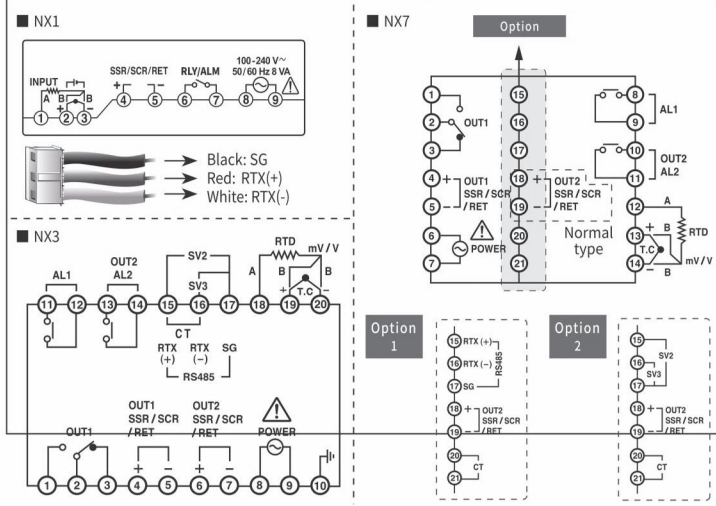 ■ NX1
100-240 V~
50/60 Hz 8 VA
SSR/SCR/RET
RLY/ALM
INPUT
A B B
+ - + -
1 2 3 4 5 6 7 8 9
Black: SG
Red: RTX(+)
White: RTX(-)
■ NX3
AL1
OUT2
AL2
SV2
SV3
RTD
mV/V
A B B
+ T.C -
11 12 13 14 15 16 17 18 19 20
CT
RTX
(+)
RTX
(-)
SG
RS485
OUT1
OUT1
SSR/SCR
/RET
OUT2
SSR/SCR
/RET
POWER
+ - + -
1 2 3 4 5 6 7 8 9 10
■ NX7
Option
1
2
3
OUT1
4 +
5 -
OUT1
SSR/SCR
/RET
6
7
POWER
15
16
17
18 +
19 -
OUT2
SSR/SCR
/RET
20
21
Normal
type
8
9
AL1
10
11
OUT2
AL2
12 A
13 + B
14 - B
T.C
RTD
mV/V
Option
1
15 RTX(+)
16 RTX(-)
17 SG
RS485
18 +
19 -
OUT2
SSR/SCR
/RET
20
21
CT
Option
2
15
16
17
SV2
SV3
18 +
19 -
OUT2
SSR/SCR
/RET
20
21
CT